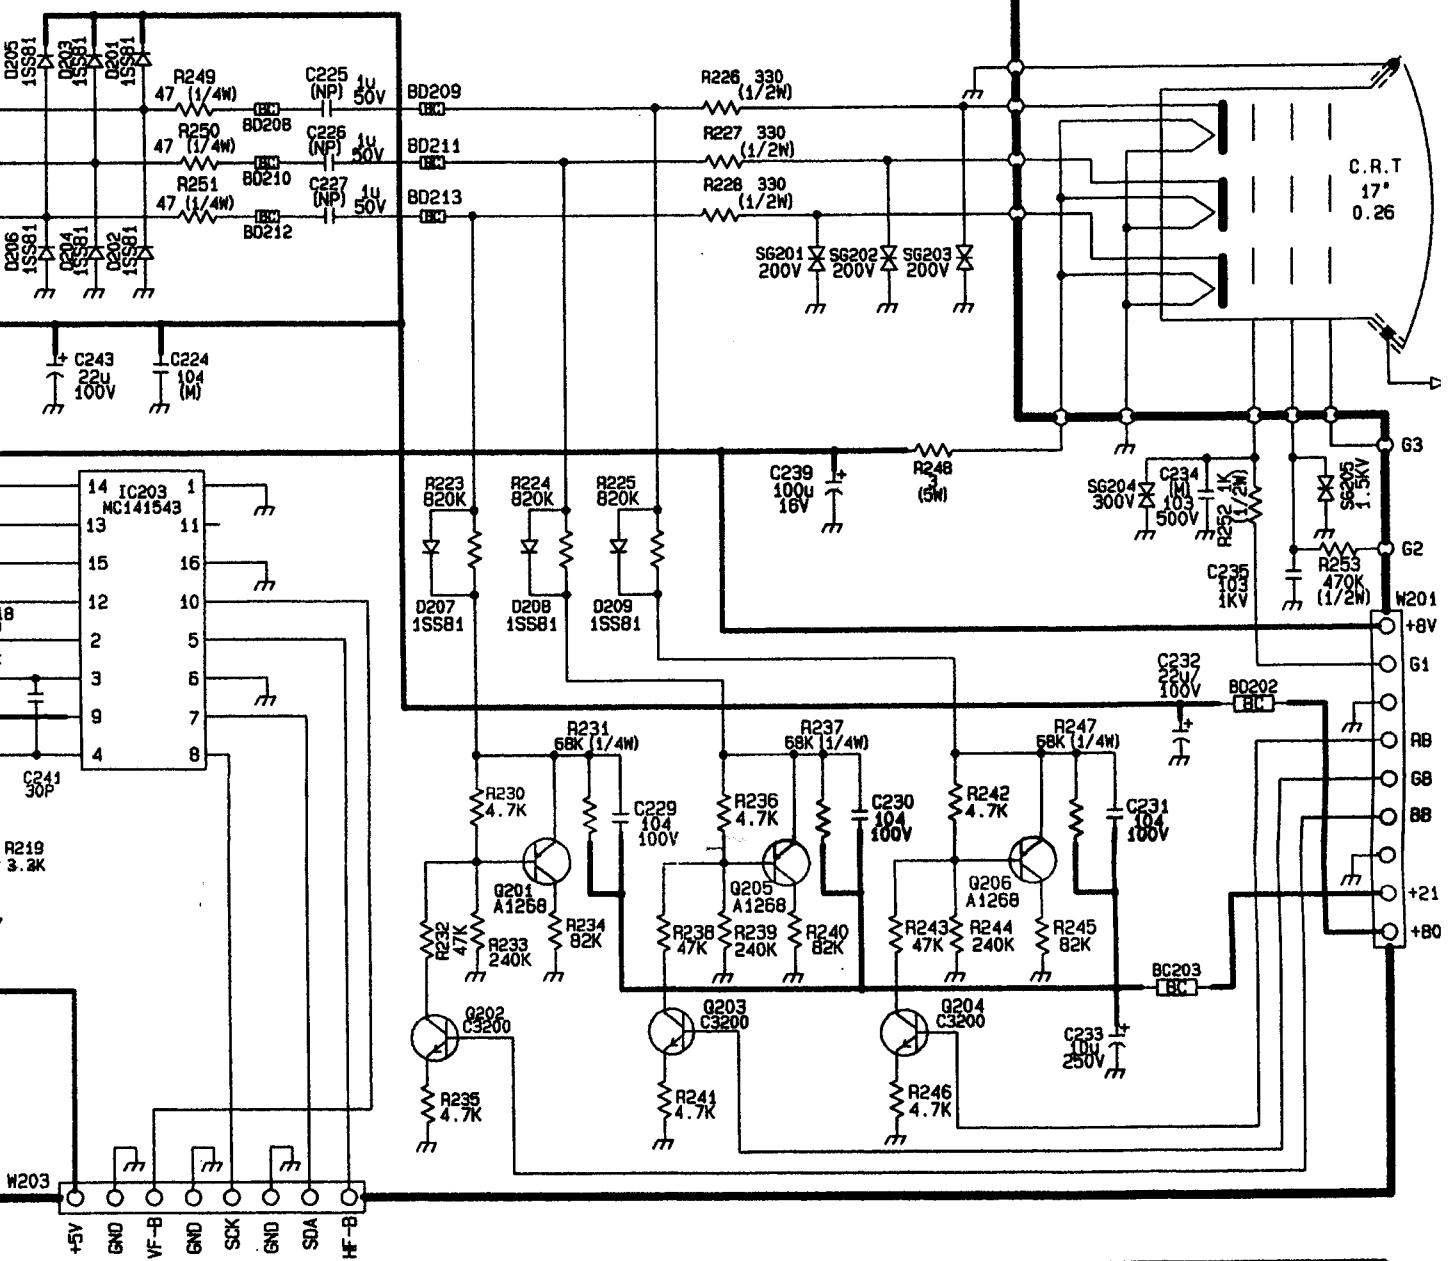 D205
1SS81
D203
1SS81
D201
1SS81
R249
47 (1/4W)
BC
BD208
C225
(NP)
1u
50V
BD209
BC
R250
47 (1/4W)
BC
BD210
C226
(NP)
1u
50V
BD211
BC
R251
47 (1/4W)
BC
BD212
C227
(NP)
1u
50V
BD213
BC
D206
1SS81
D204
1SS81
D202
1SS81
R226 330
(1/2W)
R227 330
(1/2W)
R228 330
(1/2W)
SG201
200V
SG202
200V
SG203
200V
C.R.T
17"
0.26
C243
22u
100V
C224
104
(M)
G3
14
IC203
1
MC141543
13
11
15
16
12
10
2
5
3
6
9
7
4
8
C241
30P
R219
3.3K
R223
820K
R224
820K
R225
820K
D207
1SS81
D208
1SS81
D209
1SS81
C239
100u
16V
R248
3
(5W)
SG204
300V
C234
(M)
103
500V
R252 1K
(1/2W)
SG205
1.5KV
G2
C235
103
1KV
R253
470K
(1/2W)
W201
+8V
G1
RB
GB
BB
+21
+80
C232
22u/
100V
BD202
BC
R231
68K (1/4W)
R237
68K (1/4W)
R247
68K (1/4W)
R230
4.7K
C229
104
100V
R236
4.7K
C230
104
100V
R242
4.7K
C231
104
100V
Q201
A1268
Q205
A1268
Q206
A1268
R232
47K
R233
240K
R234
82K
R238
47K
R239
240K
R240
82K
R243
47K
R244
240K
R245
82K
BC203
BC
Q202
C3200
Q203
C3200
Q204
C3200
C233
10u
250V
R235
4.7K
R241
4.7K
R246
4.7K
W203
+5V
GND
VF-B
GND
SCK
GND
SDA
HF-B